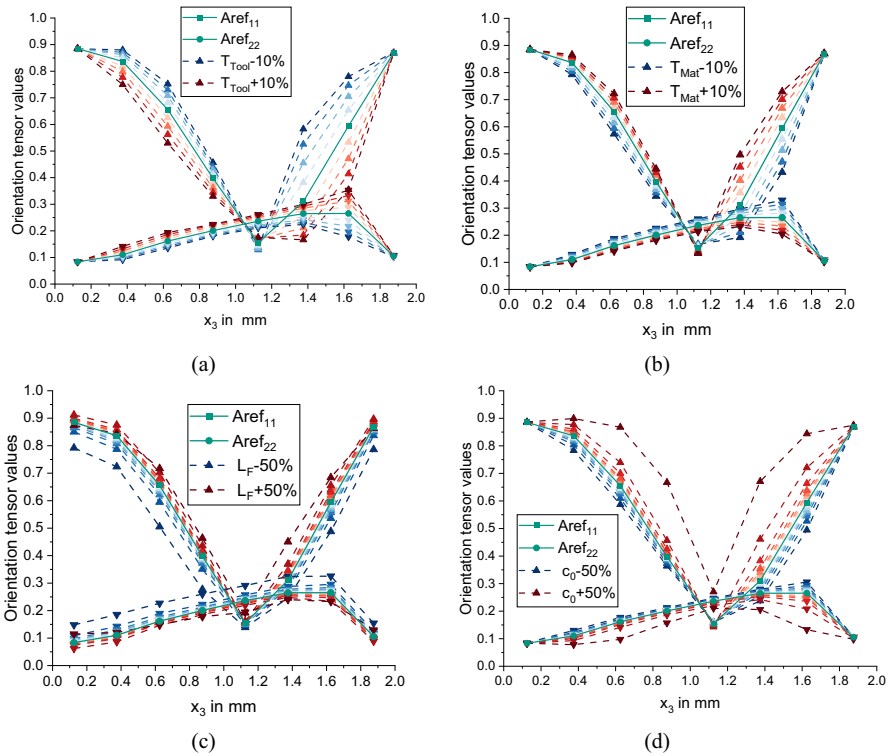 Orientation tensor values
1.0
0.9
0.8
0.7
0.6
0.5
0.4
0.3
0.2
0.1
0.0
Aref11
Aref22
TTool-10%
TTool+10%
0.0 0.2 0.4 0.6 0.8 1.0 1.2 1.4 1.6 1.8 2.0
x3 in mm
(a)
Orientation tensor values
1.0
0.9
0.8
0.7
0.6
0.5
0.4
0.3
0.2
0.1
0.0
Aref11
Aref22
TMat-10%
TMat+10%
0.0 0.2 0.4 0.6 0.8 1.0 1.2 1.4 1.6 1.8 2.0
x3 in mm
(b)
Orientation tensor values
1.0
0.9
0.8
0.7
0.6
0.5
0.4
0.3
0.2
0.1
0.0
Aref11
Aref22
LF-50%
LF+50%
0.0 0.2 0.4 0.6 0.8 1.0 1.2 1.4 1.6 1.8 2.0
x3 in mm
(c)
Orientation tensor values
1.0
0.9
0.8
0.7
0.6
0.5
0.4
0.3
0.2
0.1
0.0
Aref11
Aref22
c0-50%
c0+50%
0.0 0.2 0.4 0.6 0.8 1.0 1.2 1.4 1.6 1.8 2.0
x3 in mm
(d)